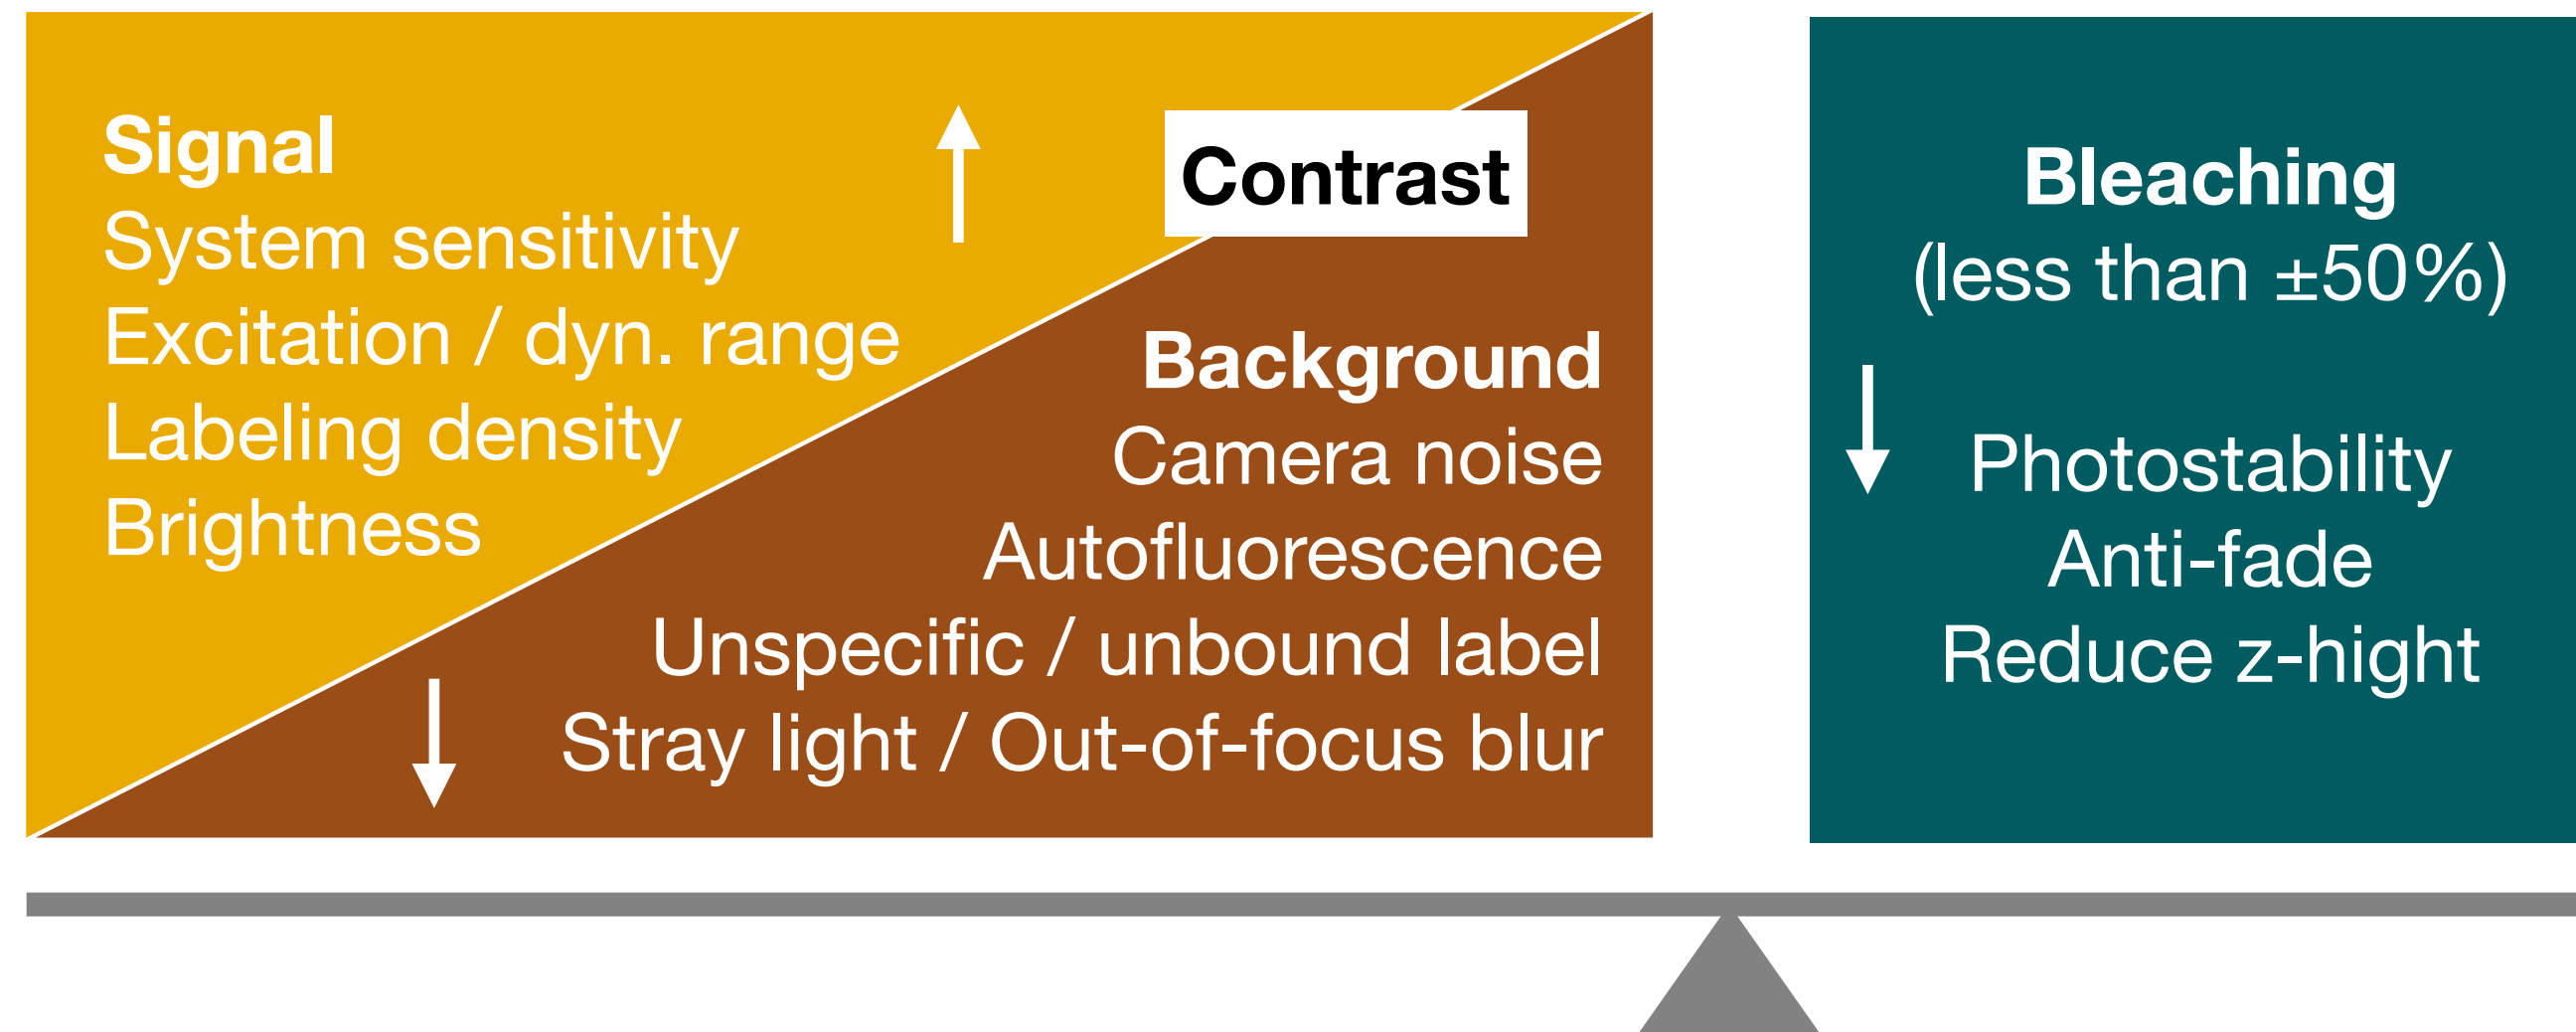 Signal
System sensitivity
Excitation / dyn. range
Labeling density
Brightness
Contrast
Background
Camera noise
Autofluorescence
Unspecific / unbound label
Stray light / Out-of-focus blur
Bleaching
(less than ±50%)
Photostability
Anti-fade
Reduce z-hight